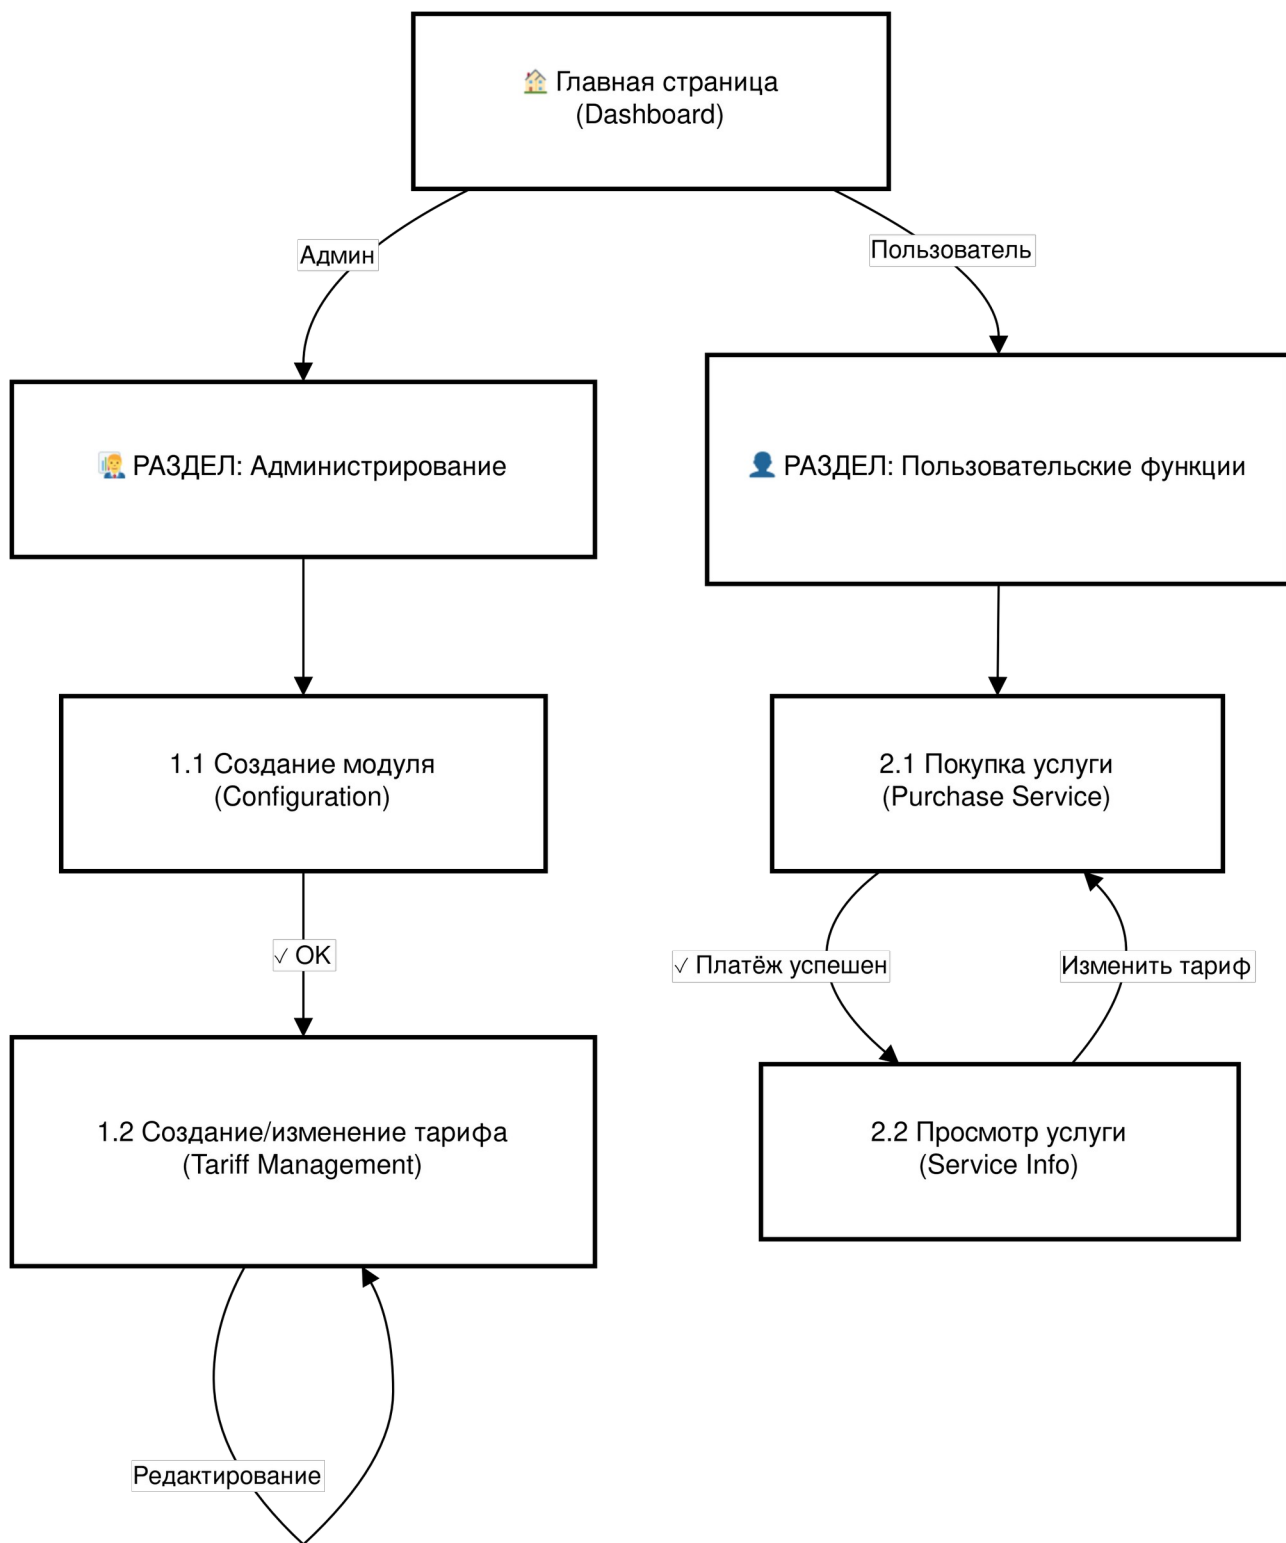 🏠 Главная страница
(Dashboard)
Админ
Пользователь
👨‍💼 РАЗДЕЛ: Администрирование
👤 РАЗДЕЛ: Пользовательские функции
1.1 Создание модуля
(Configuration)
2.1 Покупка услуги
(Purchase Service)
✓ OK
✓ Платёж успешен
Изменить тариф
1.2 Создание/изменение тарифа
(Tariff Management)
2.2 Просмотр услуги
(Service Info)
Редактирование